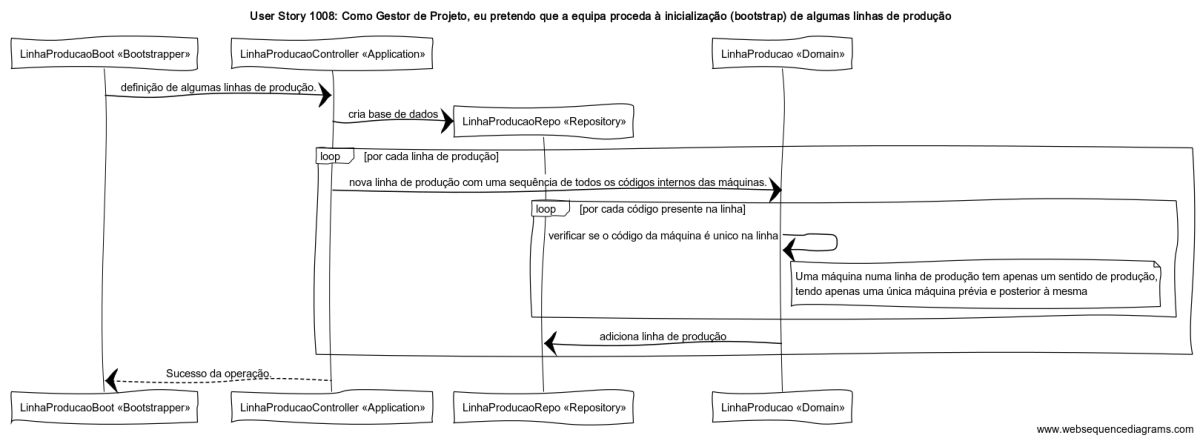 User Story 1008: Como Gestor de Projeto, eu pretendo que a equipa proceda à inicialização (bootstrap) de algumas linhas de produção
LinhaProducaoBoot «Bootstrapper»
LinhaProducaoController «Application»
LinhaProducao «Domain»
definição de algumas linhas de produção.
cria base de dados
LinhaProducaoRepo «Repository»
loop
[por cada linha de produção]
nova linha de produção com uma sequência de todos os códigos internos das máquinas.
loop
[por cada código presente na linha]
verificar se o código da máquina é unico na linha
Uma máquina numa linha de produção tem apenas um sentido de produção,
tendo apenas uma única máquina prévia e posterior à mesma
adiciona linha de produção
Sucesso da operação.
LinhaProducaoBoot «Bootstrapper»
LinhaProducaoController «Application»
LinhaProducaoRepo «Repository»
LinhaProducao «Domain»
www.websequencediagrams.com